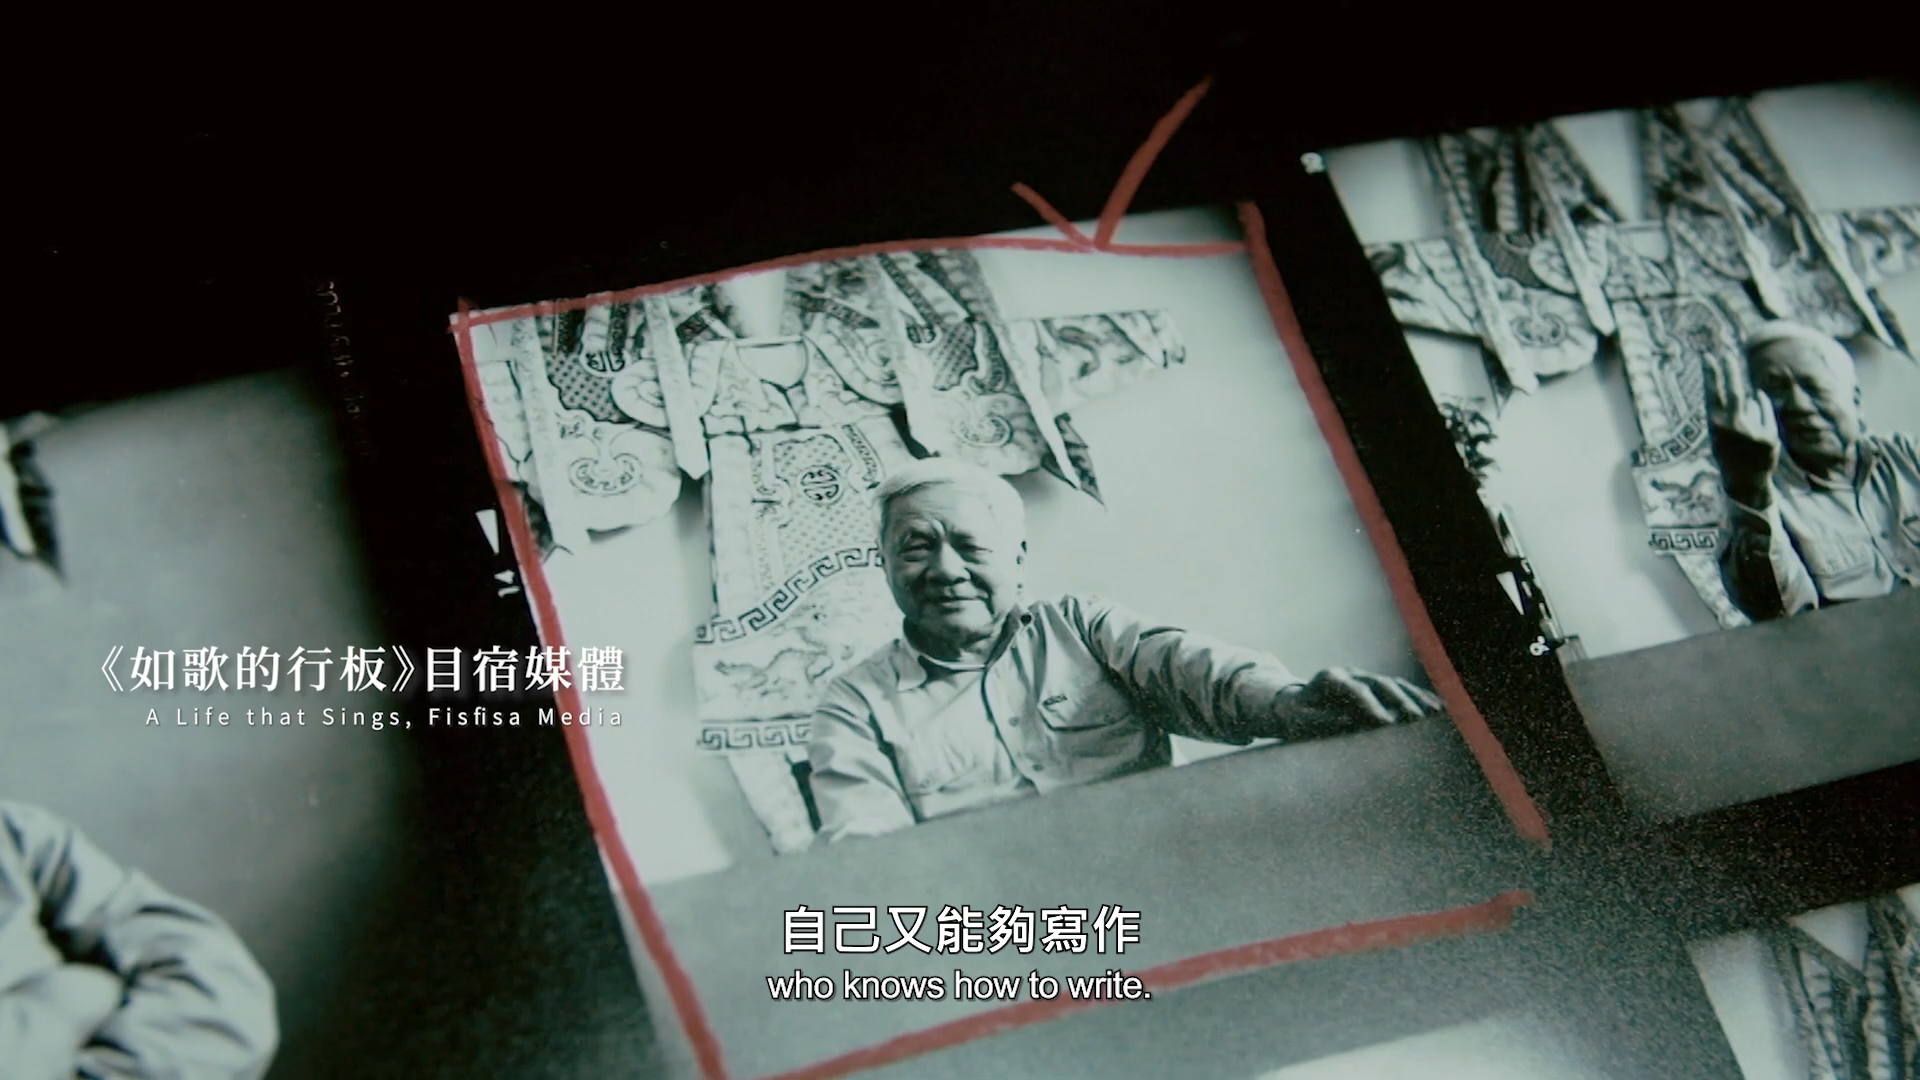 《如歌的行板》目宿媒體
A Life that Sings, Fisfisa Media
自己又能夠寫作
who knows how to write.